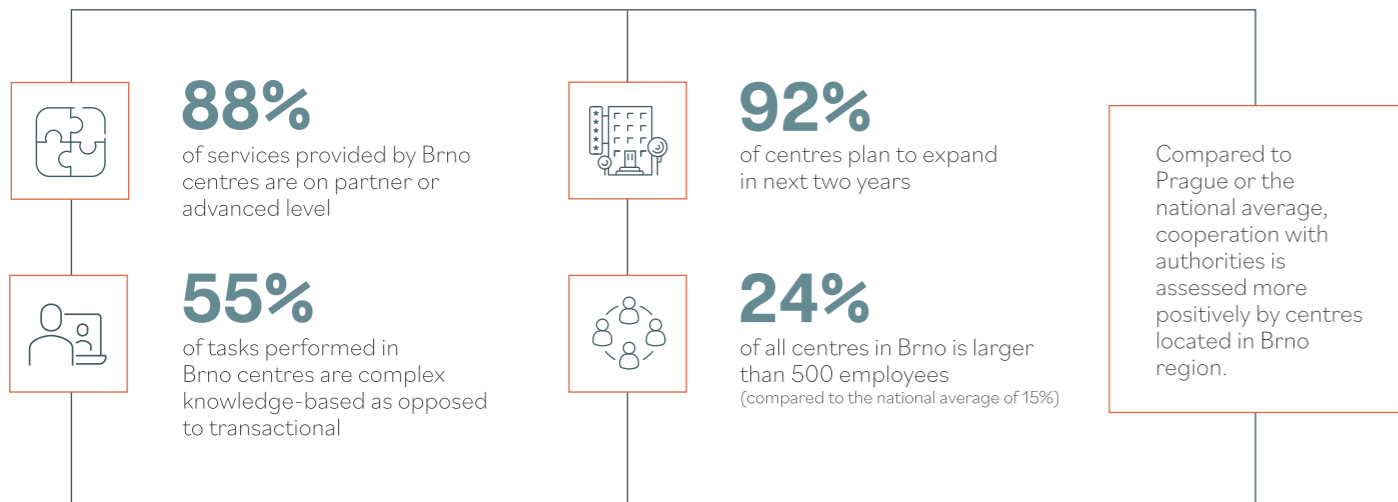 88%
of services provided by Brno
centres are on partner or
advanced level
55%
of tasks performed in
Brno centres are complex
knowledge-based as opposed
to transactional
92%
of centres plan to expand
in next two years
24%
of all centres in Brno is larger
than 500 employees
(compared to the national average of 15%)
Compared to
Prague or the
national average,
cooperation with
authorities is
assessed more
positively by centres
located in Brno
region.